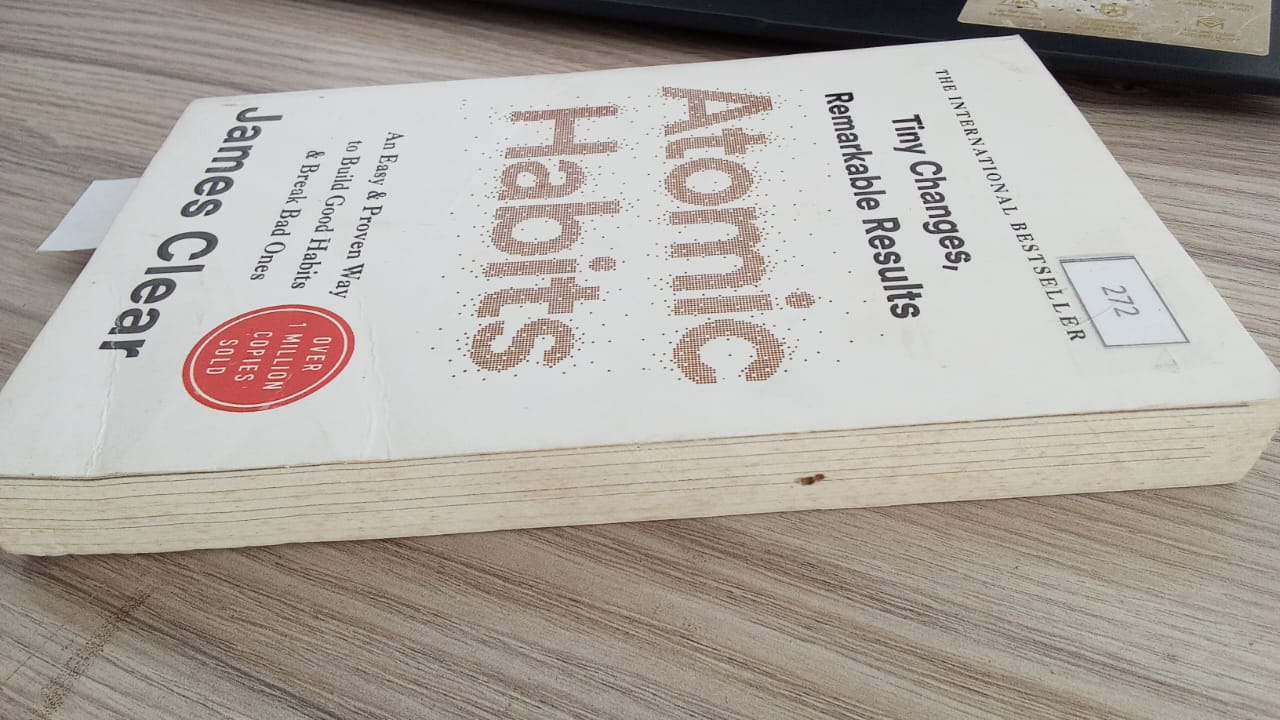 THE INTERNATIONAL BESTSELLER
272
Tiny Changes,
Remarkable Results
Atomic
Habits
An Easy & Proven Way
to Build Good Habits
& Break Bad Ones
OVER
1 MILLION
COPIES
SOLD
James Clear